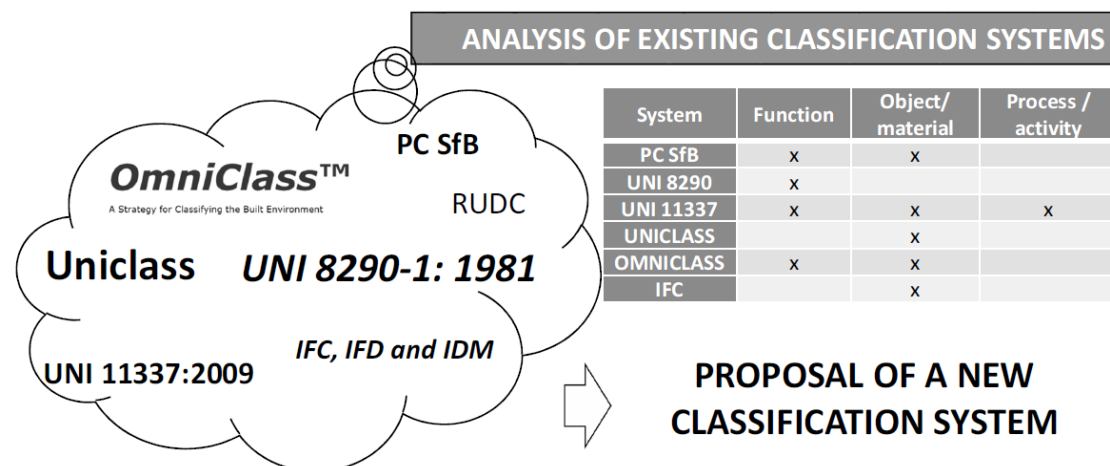 ANALYSIS OF EXISTING CLASSIFICATION SYSTEMS
PC SfB
OmniClass™
A Strategy for Classifying the Built Environment
RUDC
Uniclass
UNI 8290-1: 1981
IFC, IFD and IDM
UNI 11337:2009
System Function Object/ Process /
material activity
PC SfB x x
UNI 8290 x
UNI 11337 x x x
UNICLASS x
OMNICLASS x x
IFC x
PROPOSAL OF A NEW
CLASSIFICATION SYSTEM